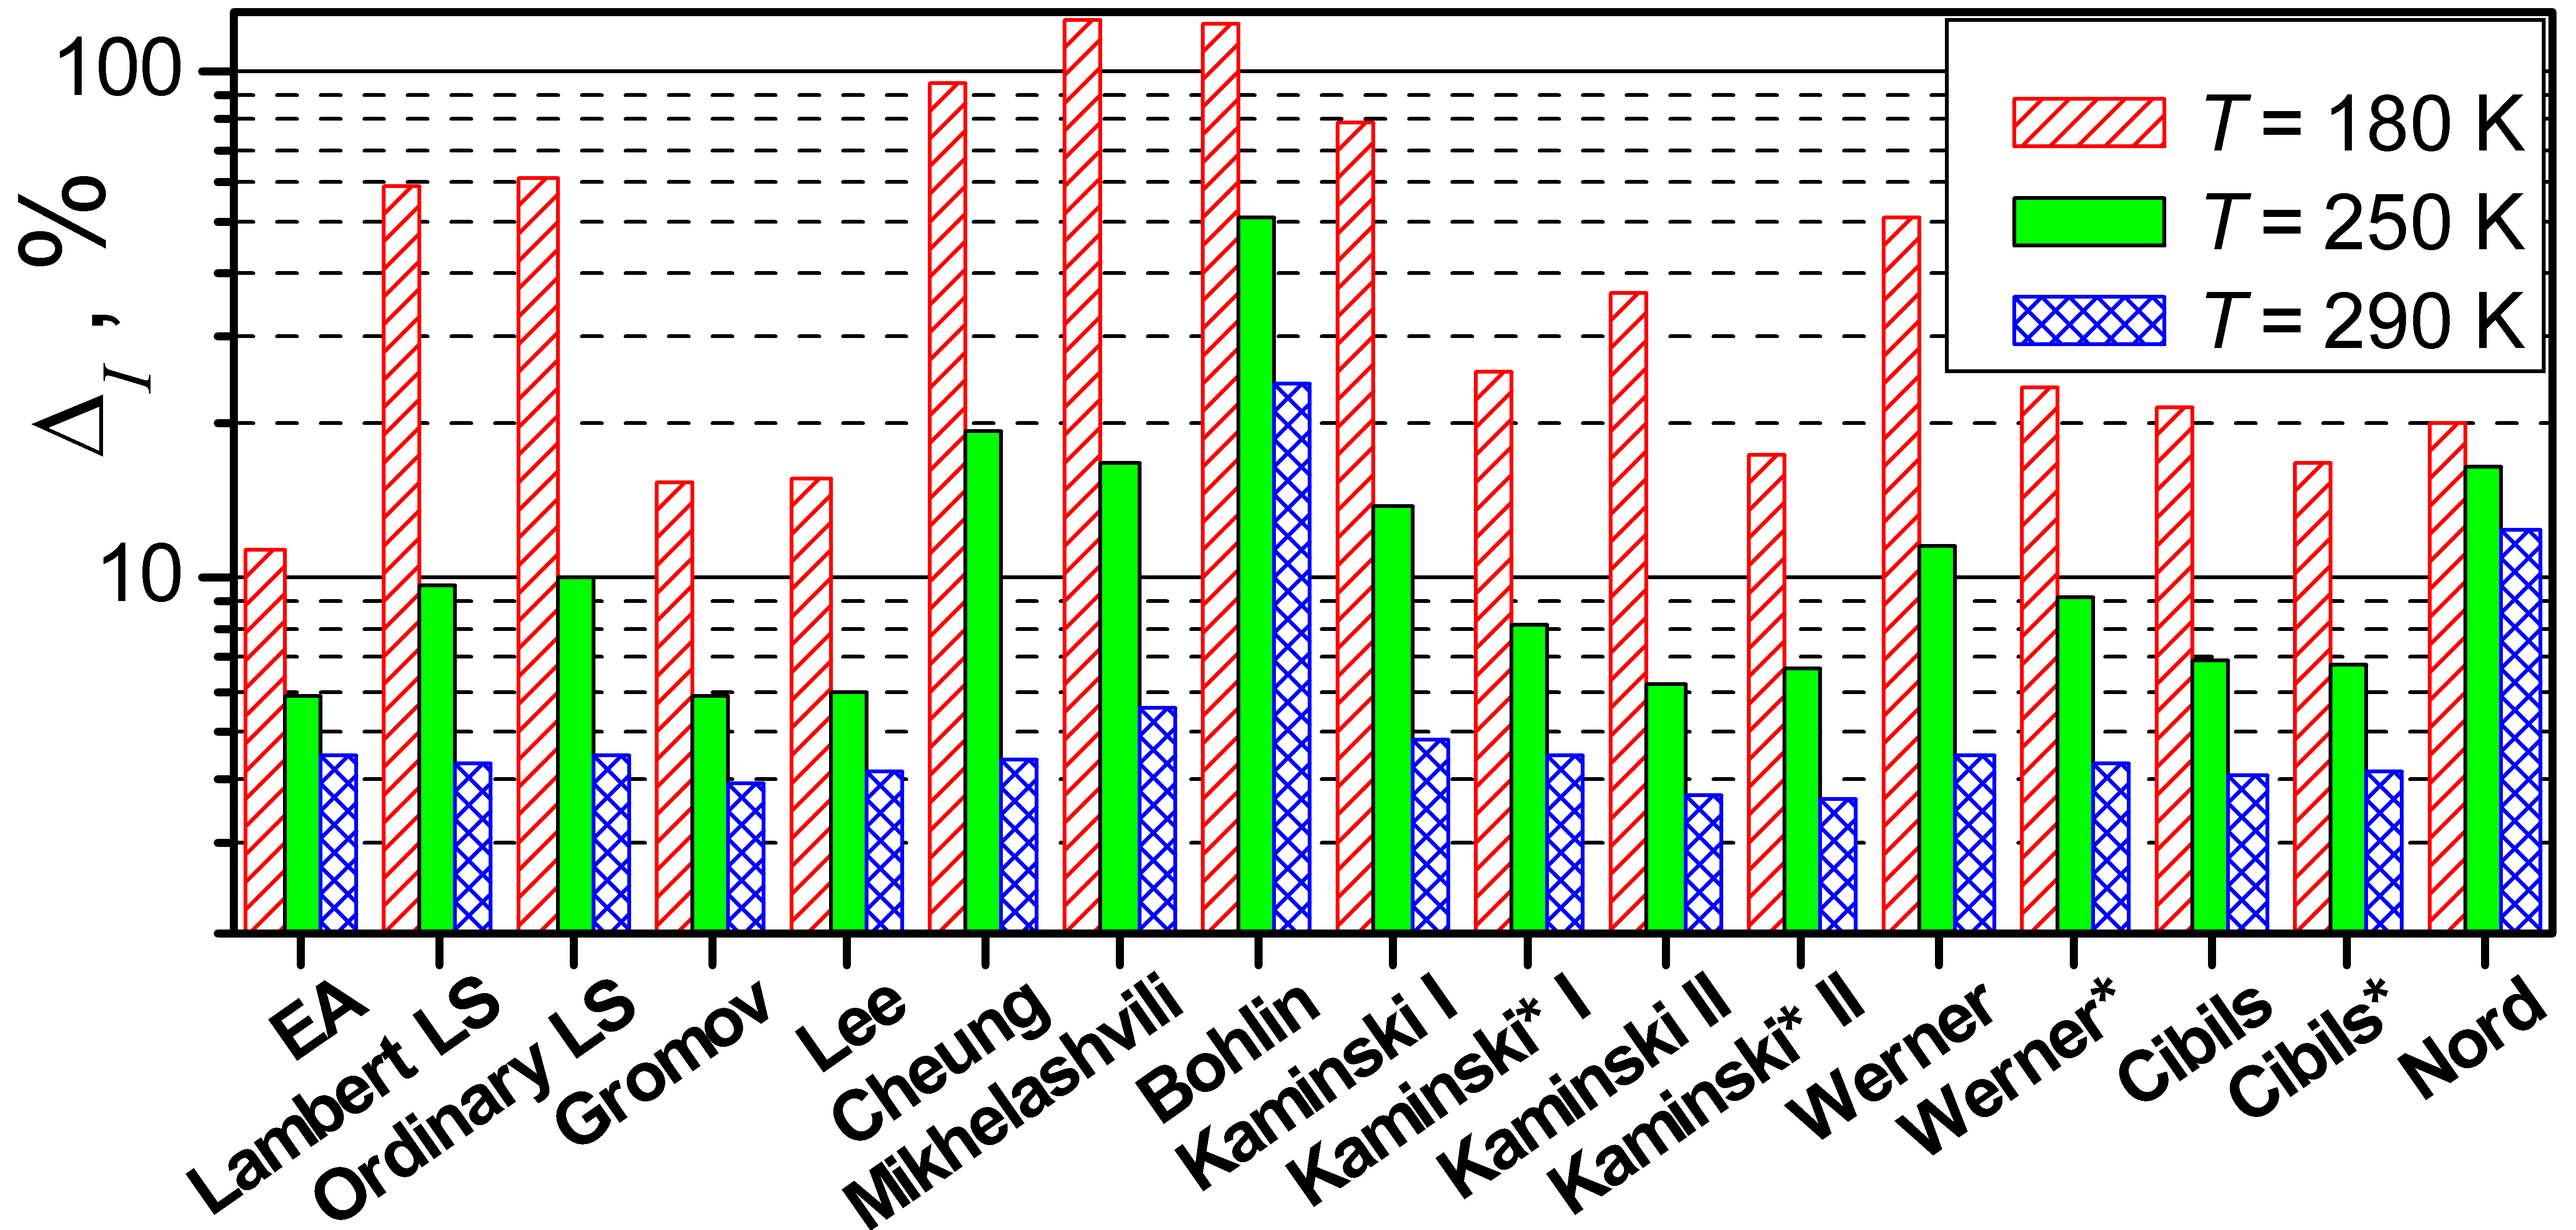 100
10
Δ_I , %
T = 180 K
T = 250 K
T = 290 K
EA
Lambert LS
Ordinary LS
Gromov
Lee
Cheung
Mikhelashvili
Bohlin
Kaminski I
Kaminski* I
Kaminski II
Kaminski* II
Werner
Werner*
Cibils
Cibils*
Nord